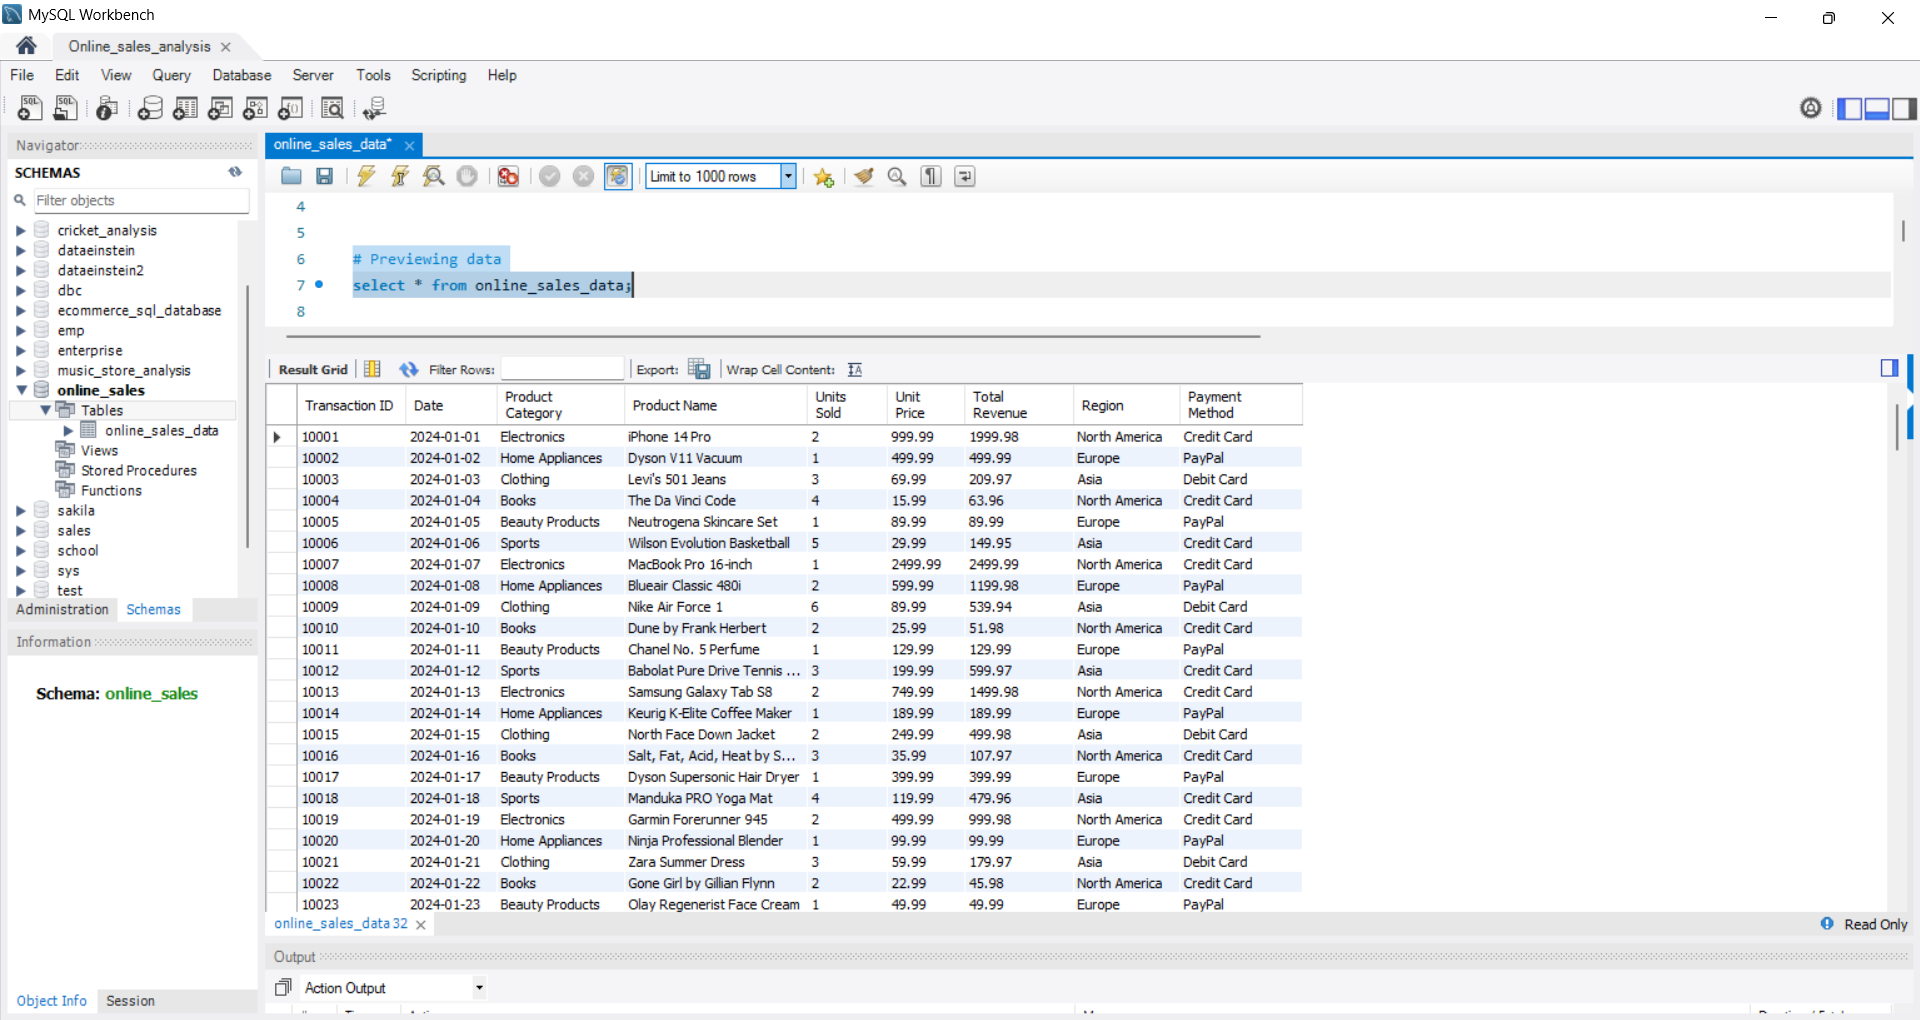 MySQL Workbench
Online_sales_analysis
File Edit View Query Database Server Tools Scripting Help
Navigator
SCHEMAS
Filter objects
cricket_analysis
dataeinstein
dataeinstein2
dbc
ecommerce_sql_database
emp
enterprise
music_store_analysis
online_sales
Tables
online_sales_data
Views
Stored Procedures
Functions
sakila
sales
school
sys
test
Administration Schemas
Information
Schema: online_sales
Object Info Session
online_sales_data*
Limit to 1000 rows
4
5
6 # Previewing data
7 select * from online_sales_data;
8
Result Grid Filter Rows: Export: Wrap Cell Content:
Transaction ID Date Product Category Product Name Units Sold Unit Price Total Revenue Region Payment Method
10001 2024-01-01 Electronics iPhone 14 Pro 2 999.99 1999.98 North America Credit Card
10002 2024-01-02 Home Appliances Dyson V11 Vacuum 1 499.99 499.99 Europe PayPal
10003 2024-01-03 Clothing Levi's 501 Jeans 3 69.99 209.97 Asia Debit Card
10004 2024-01-04 Books The Da Vinci Code 4 15.99 63.96 North America Credit Card
10005 2024-01-05 Beauty Products Neutrogena Skincare Set 1 89.99 89.99 Europe PayPal
10006 2024-01-06 Sports Wilson Evolution Basketball 5 29.99 149.95 Asia Credit Card
10007 2024-01-07 Electronics MacBook Pro 16-inch 1 2499.99 2499.99 North America Credit Card
10008 2024-01-08 Home Appliances Blueair Classic 480i 2 599.99 1199.98 Europe PayPal
10009 2024-01-09 Clothing Nike Air Force 1 6 89.99 539.94 Asia Debit Card
10010 2024-01-10 Books Dune by Frank Herbert 2 25.99 51.98 North America Credit Card
10011 2024-01-11 Beauty Products Chanel No. 5 Perfume 1 129.99 129.99 Europe PayPal
10012 2024-01-12 Sports Babolat Pure Drive Tennis ... 3 199.99 599.97 Asia Credit Card
10013 2024-01-13 Electronics Samsung Galaxy Tab S8 2 749.99 1499.98 North America Credit Card
10014 2024-01-14 Home Appliances Keurig K-Elite Coffee Maker 1 189.99 189.99 Europe PayPal
10015 2024-01-15 Clothing North Face Down Jacket 2 249.99 499.98 Asia Debit Card
10016 2024-01-16 Books Salt, Fat, Acid, Heat by S... 3 35.99 107.97 North America Credit Card
10017 2024-01-17 Beauty Products Dyson Supersonic Hair Dryer 1 399.99 399.99 Europe PayPal
10018 2024-01-18 Sports Manduka PRO Yoga Mat 4 119.99 479.96 Asia Credit Card
10019 2024-01-19 Electronics Garmin Forerunner 945 2 499.99 999.98 North America Credit Card
10020 2024-01-20 Home Appliances Ninja Professional Blender 1 99.99 99.99 Europe PayPal
10021 2024-01-21 Clothing Zara Summer Dress 3 59.99 179.97 Asia Debit Card
10022 2024-01-22 Books Gone Girl by Gillian Flynn 2 22.99 45.98 North America Credit Card
10023 2024-01-23 Beauty Products Olay Regenerist Face Cream 1 49.99 49.99 Europe PayPal
online_sales_data 32
Read Only
Output
Action Output